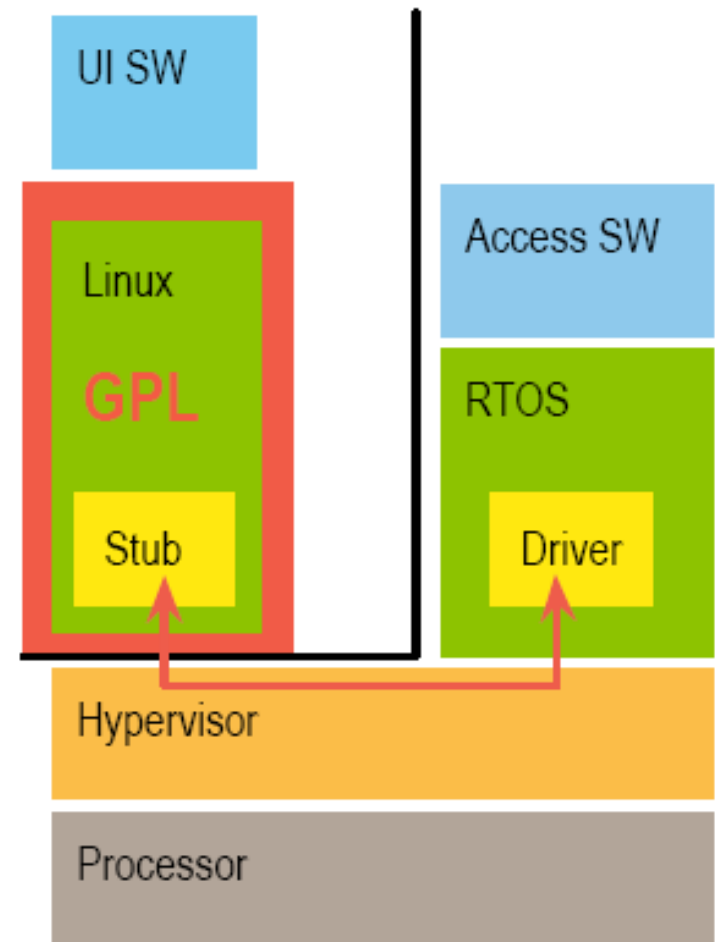 UI SW
Linux
GPL
Stub
Access SW
RTOS
Driver
Hypervisor
Processor